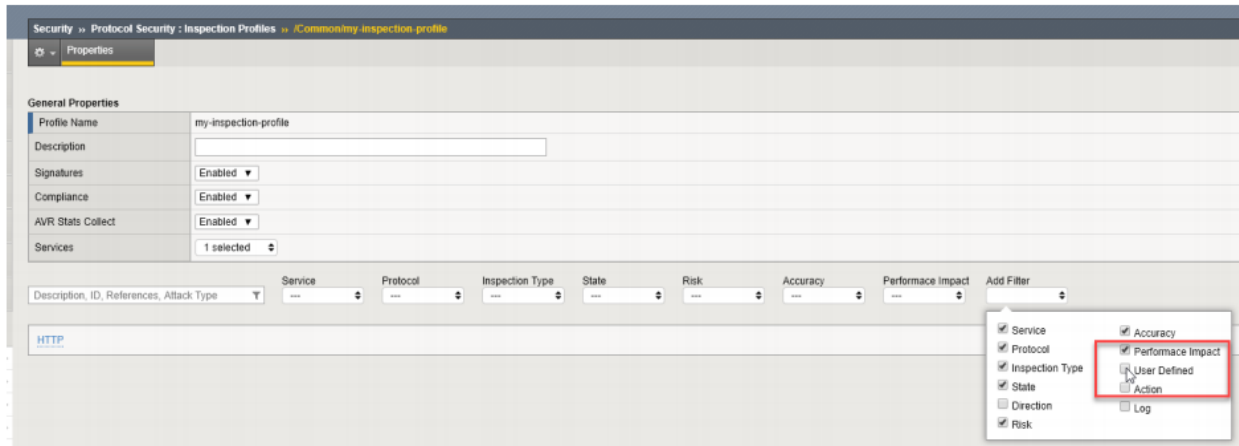 Security » Protocol Security : Inspection Profiles » /Common/my-inspection-profile
Properties
General Properties
Profile Name my-inspection-profile
Description
Signatures Enabled ▼
Compliance Enabled ▼
AVR Stats Collect Enabled ▼
Services 1 selected
Service Protocol Inspection Type State Risk Accuracy Performace Impact Add Filter
Description, ID, References, Attack Type --- --- --- --- --- --- ---
HTTP
Service Accuracy
Protocol Performace Impact
Inspection Type User Defined
State Action
Direction Log
Risk